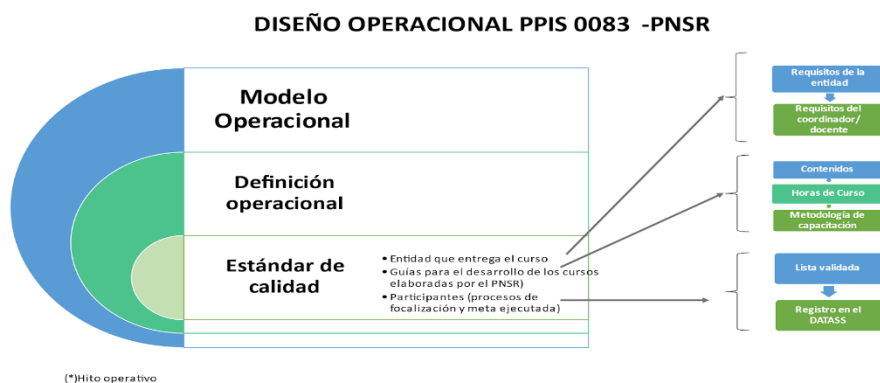 DISEÑO OPERACIONAL PPIS 0083 -PNSR
Modelo
Operacional
Definición
operacional
Estándar de
calidad
• Entidad que entrega el curso
• Guías para el desarrollo de los cursos
elaboradas por el PNSR)
• Participantes (procesos de
focalización y meta ejecutada)
Requisitos de la
entidad
Requisitos del
coordinador/
docente
Contenidos
Horas de Curso
Metodología de
capacitación
Lista validada
Registro en el
DATASS
(*)Hito operativo